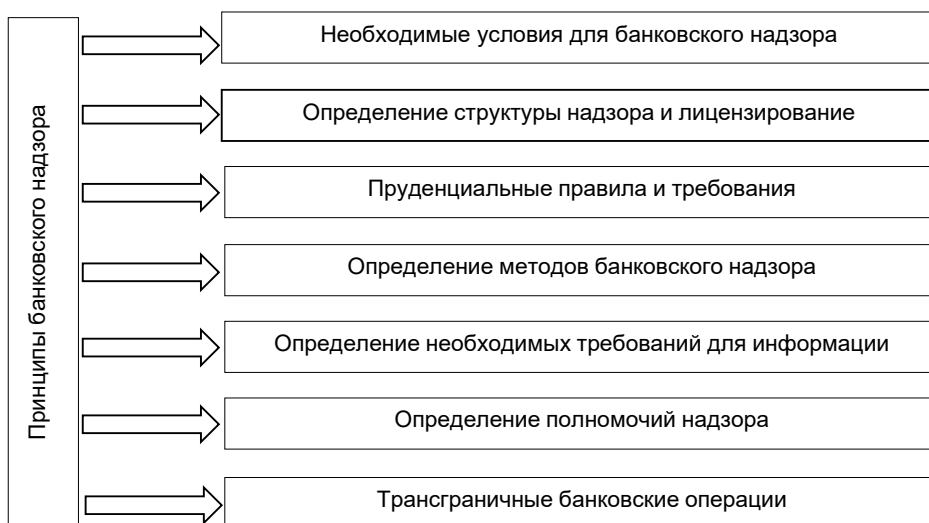 Принципы банковского надзора
Необходимые условия для банковского надзора
Определение структуры надзора и лицензирование
Пруденциальные правила и требования
Определение методов банковского надзора
Определение необходимых требований для информации
Определение полномочий надзора
Трансграничные банковские операции